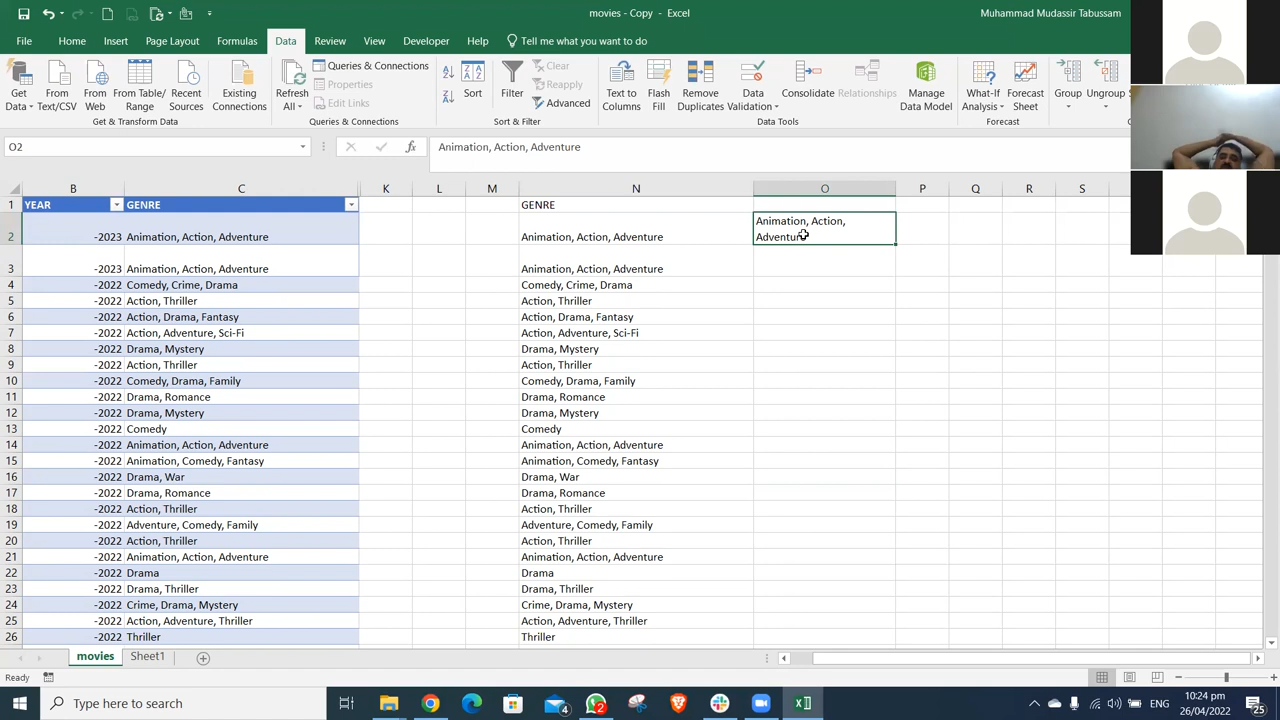 movies - Copy - Excel
Muhammad Mudassir Tabussam
File Home Insert Page Layout Formulas Data Review View Developer Help Tell me what you want to do
Get Data
From Text/CSV
From Web
From Table/ Range
Recent Sources
Existing Connections
Get & Transform Data
Refresh All
Queries & Connections
Properties
Edit Links
Queries & Connections
Sort
Filter
Clear
Reapply
Advanced
Sort & Filter
Text to Columns
Flash Fill
Remove Duplicates
Data Validation
Consolidate
Relationships
Manage Data Model
Data Tools
What-If Analysis
Forecast Sheet
Forecast
Group
Ungroup
O2
fx
Animation, Action, Adventure
B C K L M N O P Q R S
1 YEAR GENRE GENRE
2 -2023 Animation, Action, Adventure Animation, Action, Adventure Animation, Action, Adventure
3 -2023 Animation, Action, Adventure Animation, Action, Adventure
4 -2022 Comedy, Crime, Drama Comedy, Crime, Drama
5 -2022 Action, Thriller Action, Thriller
6 -2022 Action, Drama, Fantasy Action, Drama, Fantasy
7 -2022 Action, Adventure, Sci-Fi Action, Adventure, Sci-Fi
8 -2022 Drama, Mystery Drama, Mystery
9 -2022 Action, Thriller Action, Thriller
10 -2022 Comedy, Drama, Family Comedy, Drama, Family
11 -2022 Drama, Romance Drama, Romance
12 -2022 Drama, Mystery Drama, Mystery
13 -2022 Comedy Comedy
14 -2022 Animation, Action, Adventure Animation, Action, Adventure
15 -2022 Animation, Comedy, Fantasy Animation, Comedy, Fantasy
16 -2022 Drama, War Drama, War
17 -2022 Drama, Romance Drama, Romance
18 -2022 Action, Thriller Action, Thriller
19 -2022 Adventure, Comedy, Family Adventure, Comedy, Family
20 -2022 Action, Thriller Action, Thriller
21 -2022 Animation, Action, Adventure Animation, Action, Adventure
22 -2022 Drama Drama
23 -2022 Drama, Thriller Drama, Thriller
24 -2022 Crime, Drama, Mystery Crime, Drama, Mystery
25 -2022 Action, Adventure, Thriller Action, Adventure, Thriller
26 -2022 Thriller Thriller
movies Sheet1
Ready
Type here to search
4
2
ENG
10:24 pm
26/04/2022
25